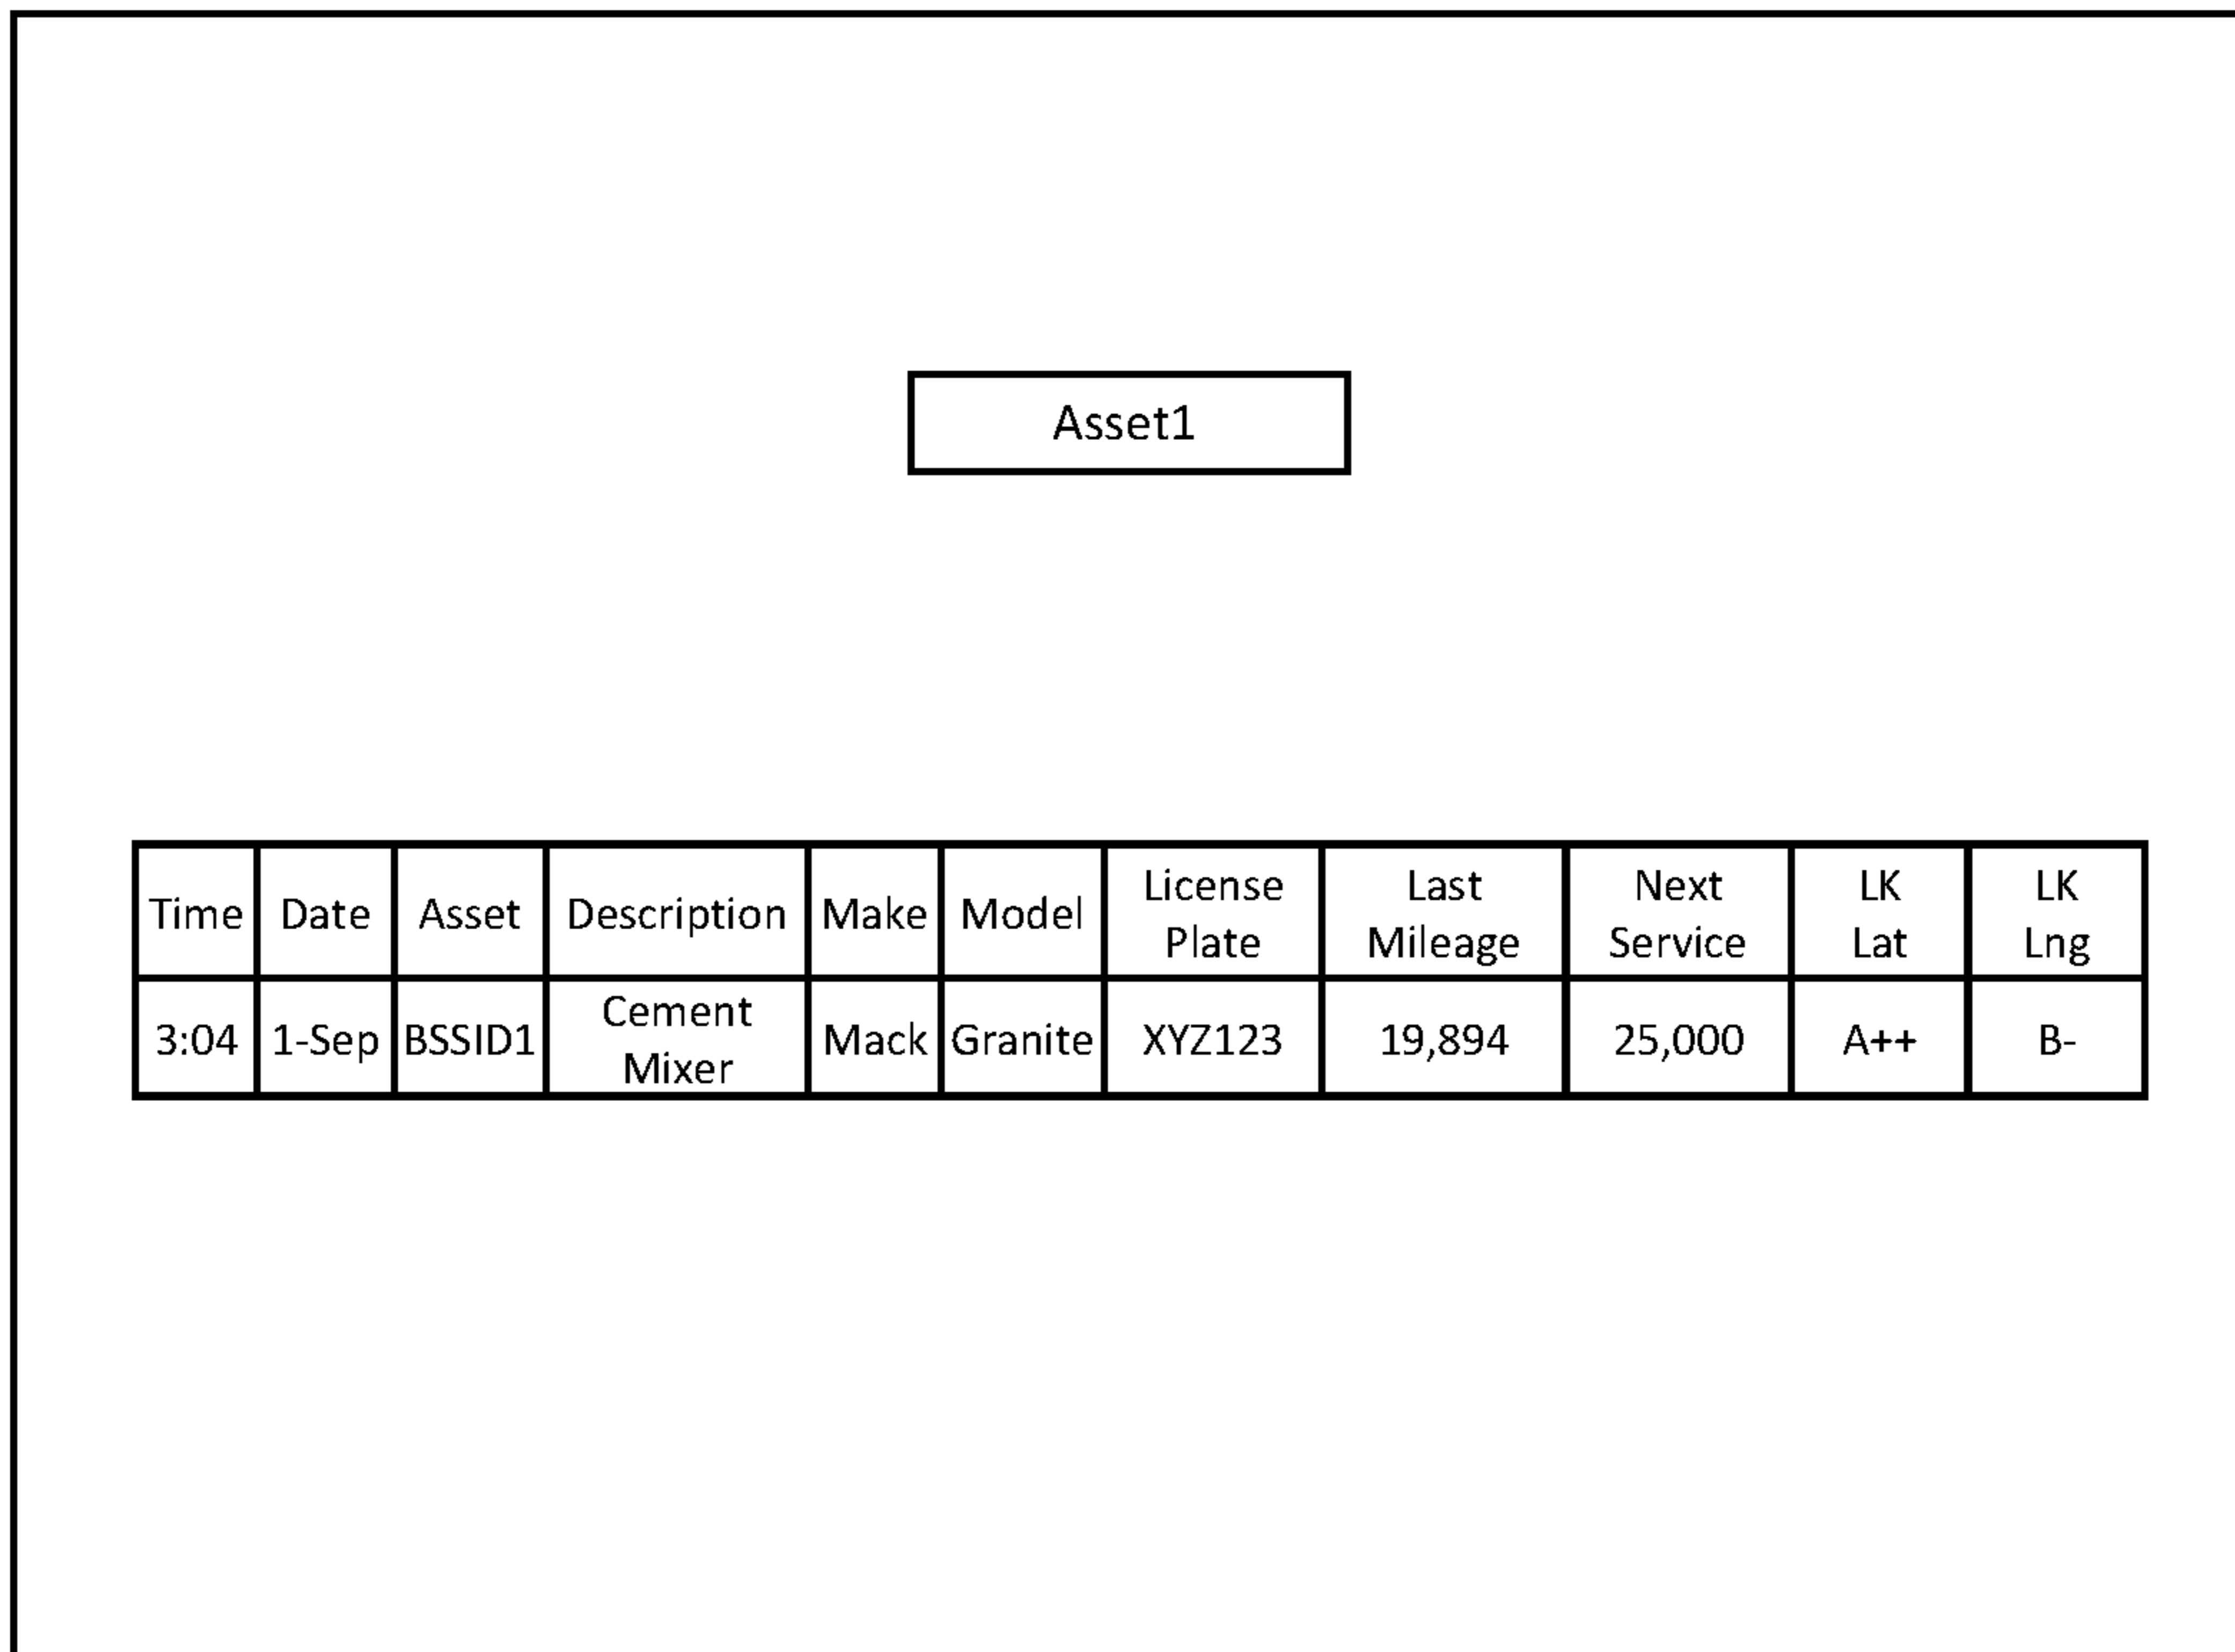 Asset1
Time Date Asset Description Make Model License Plate Last Mileage Next Service LK Lat LK Lng
3:04 1-Sep BSSID1 Cement Mixer Mack Granite XYZ123 19,894 25,000 A++ B-